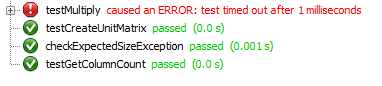 testMultiply caused an ERROR: test timed out after 1 milliseconds
testCreateUnitMatrix passed (0.0 s)
checkExpectedSizeException passed (0.001 s)
testGetColumnCount passed (0.0 s)